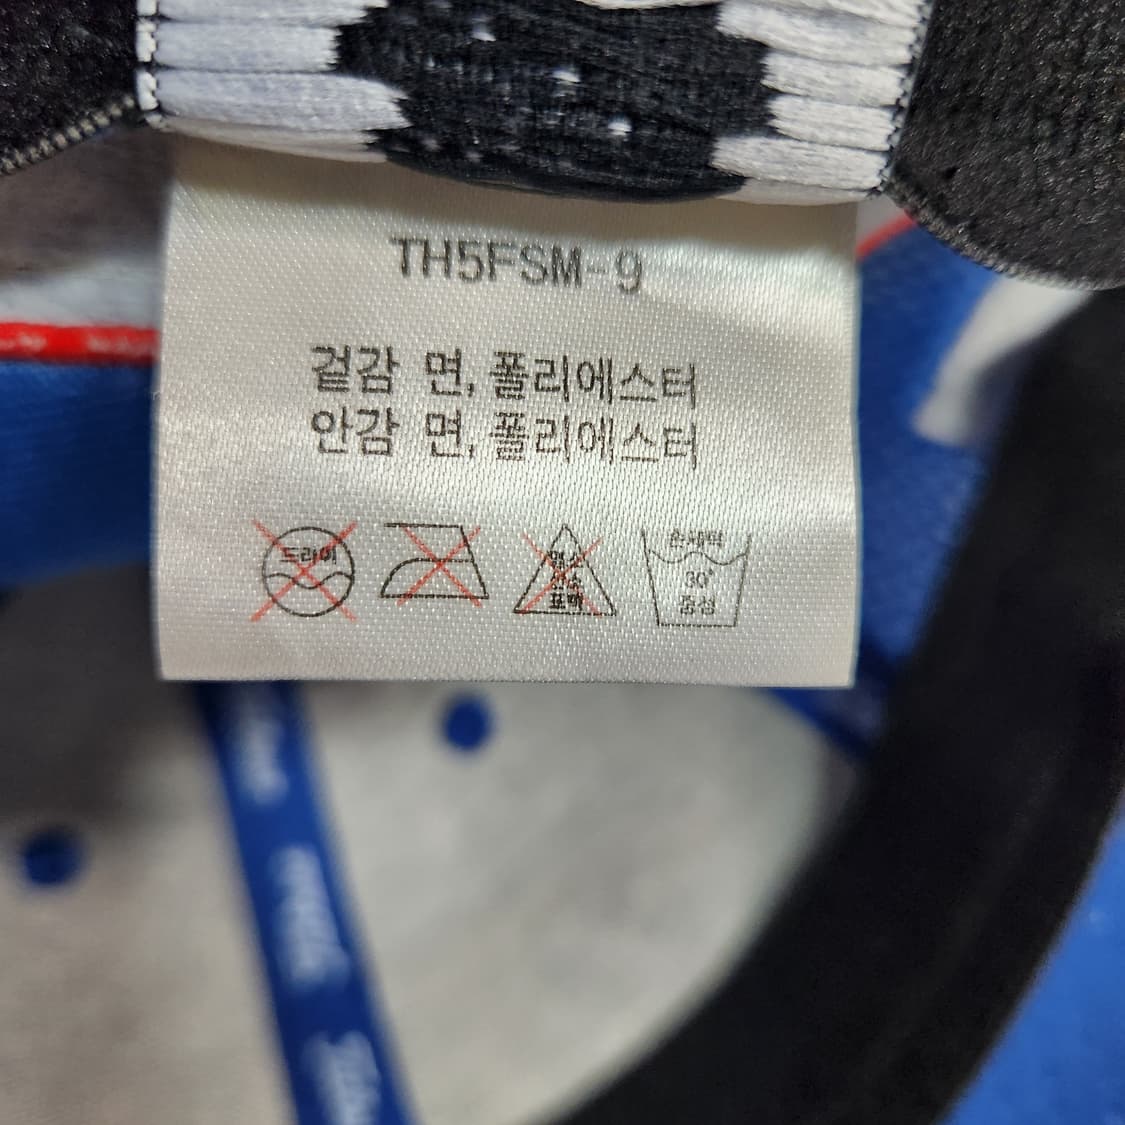 TH5FSM-9
겉감 면, 폴리에스터
안감 면, 폴리에스터
드라이
염소
표백
손세탁
30°
중성